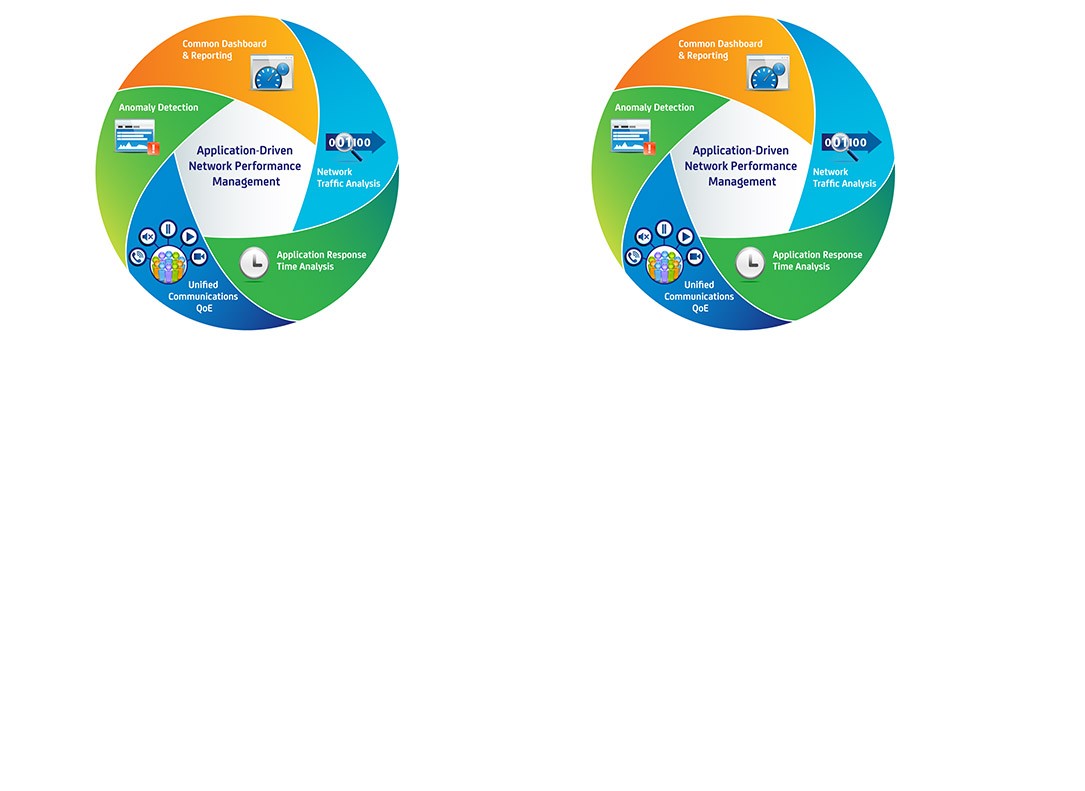 Common Dashboard
& Reporting
Anomaly Detection
Application-Driven
Network Performance
Management
001100
Network
Traffic Analysis
Application Response
Time Analysis
Unified
Communications
QoE
Common Dashboard
& Reporting
Anomaly Detection
Application-Driven
Network Performance
Management
001100
Network
Traffic Analysis
Application Response
Time Analysis
Unified
Communications
QoE